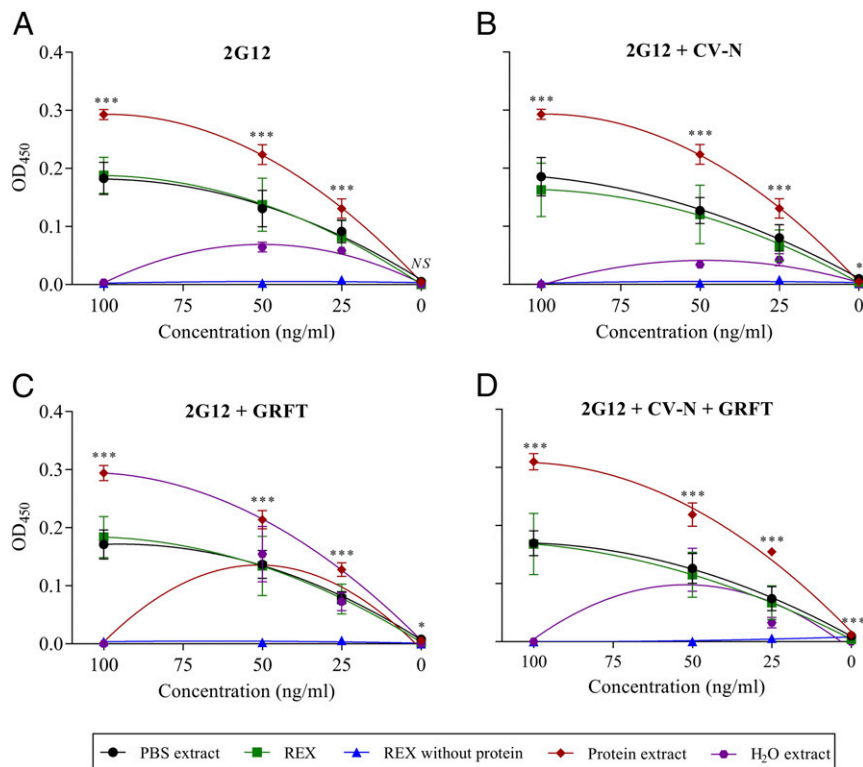 A
2G12
0.4
0.3
0.2
0.1
0.0
OD450
***
***
***
NS
100
75
50
25
0
Concentration (ng/ml)
B
2G12 + CV-N
***
***
***
*
100
75
50
25
0
Concentration (ng/ml)
C
2G12 + GRFT
0.4
0.3
0.2
0.1
0.0
OD450
***
***
***
*
100
75
50
25
0
Concentration (ng/ml)
D
2G12 + CV-N + GRFT
***
***
***
***
100
75
50
25
0
Concentration (ng/ml)
PBS extract REX REX without protein Protein extract H2O extract